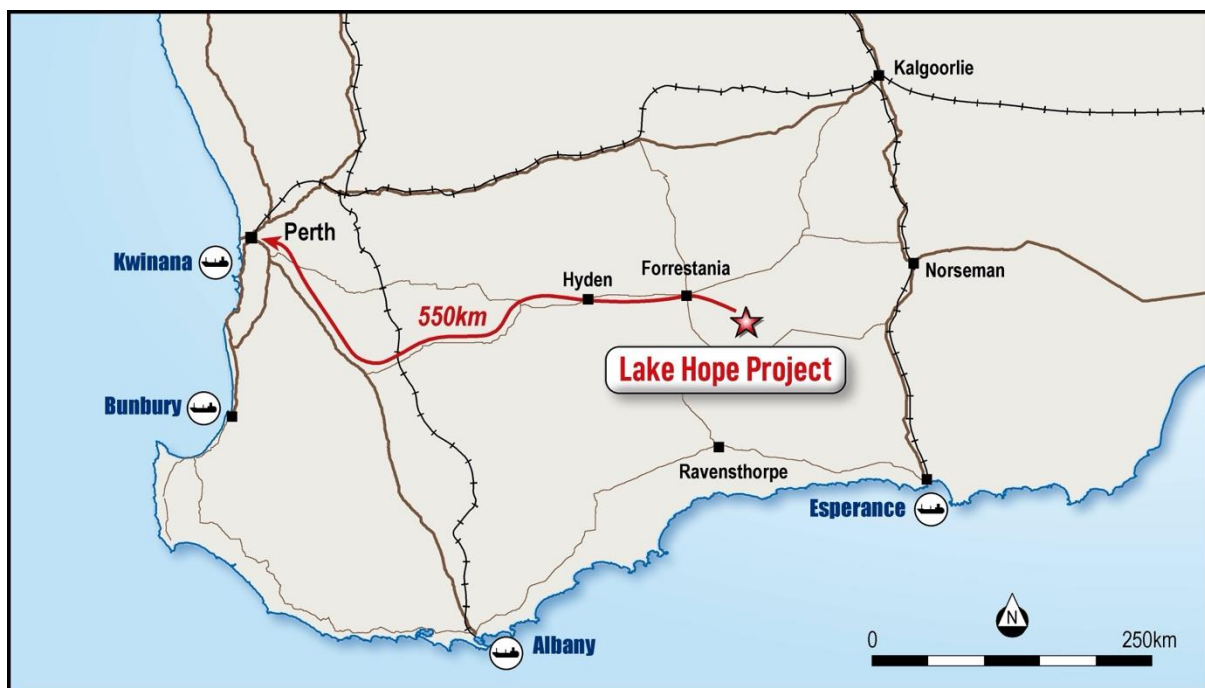 Kalgoorlie
Perth
Kwinana
Forrestania
Norseman
Hyden
550km
Lake Hope Project
Bunbury
Ravensthorpe
Esperance
N
Albany
0 250km